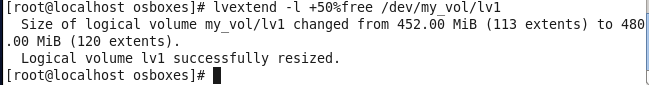 [root@localhost osboxes]# lvextend -l +50%free /dev/my_vol/lv1
  Size of logical volume my_vol/lv1 changed from 452.00 MiB (113 extents) to 480
.00 MiB (120 extents).
  Logical volume lv1 successfully resized.
[root@localhost osboxes]#